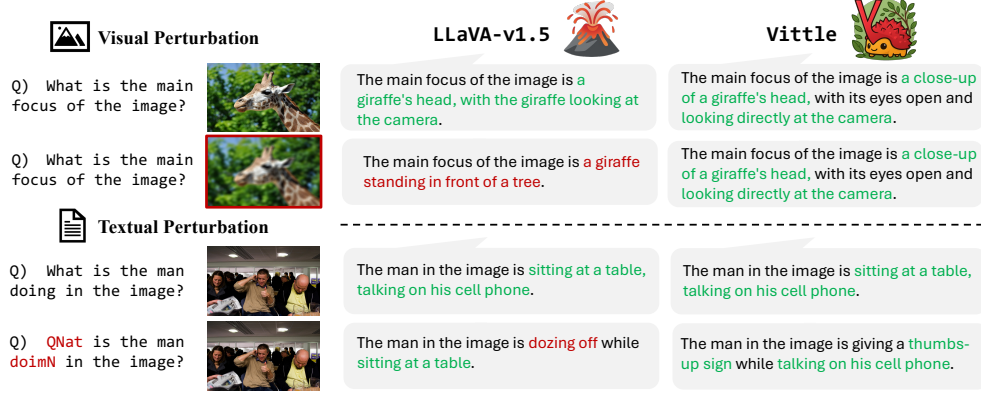 Visual Perturbation
LLaVA-v1.5
Vittle
Q) What is the main
focus of the image?
The main focus of the image is a
giraffe's head, with the giraffe looking at
the camera.
The main focus of the image is a close-up
of a giraffe's head, with its eyes open and
looking directly at the camera.
Q) What is the main
focus of the image?
The main focus of the image is a giraffe
standing in front of a tree.
The main focus of the image is a close-up
of a giraffe's head, with its eyes open and
looking directly at the camera.
Textual Perturbation
Q) What is the man
doing in the image?
The man in the image is sitting at a table,
talking on his cell phone.
The man in the image is sitting at a table,
talking on his cell phone.
Q) QNat is the man
doimN in the image?
The man in the image is dozing off while
sitting at a table.
The man in the image is giving a thumbs-
up sign while talking on his cell phone.